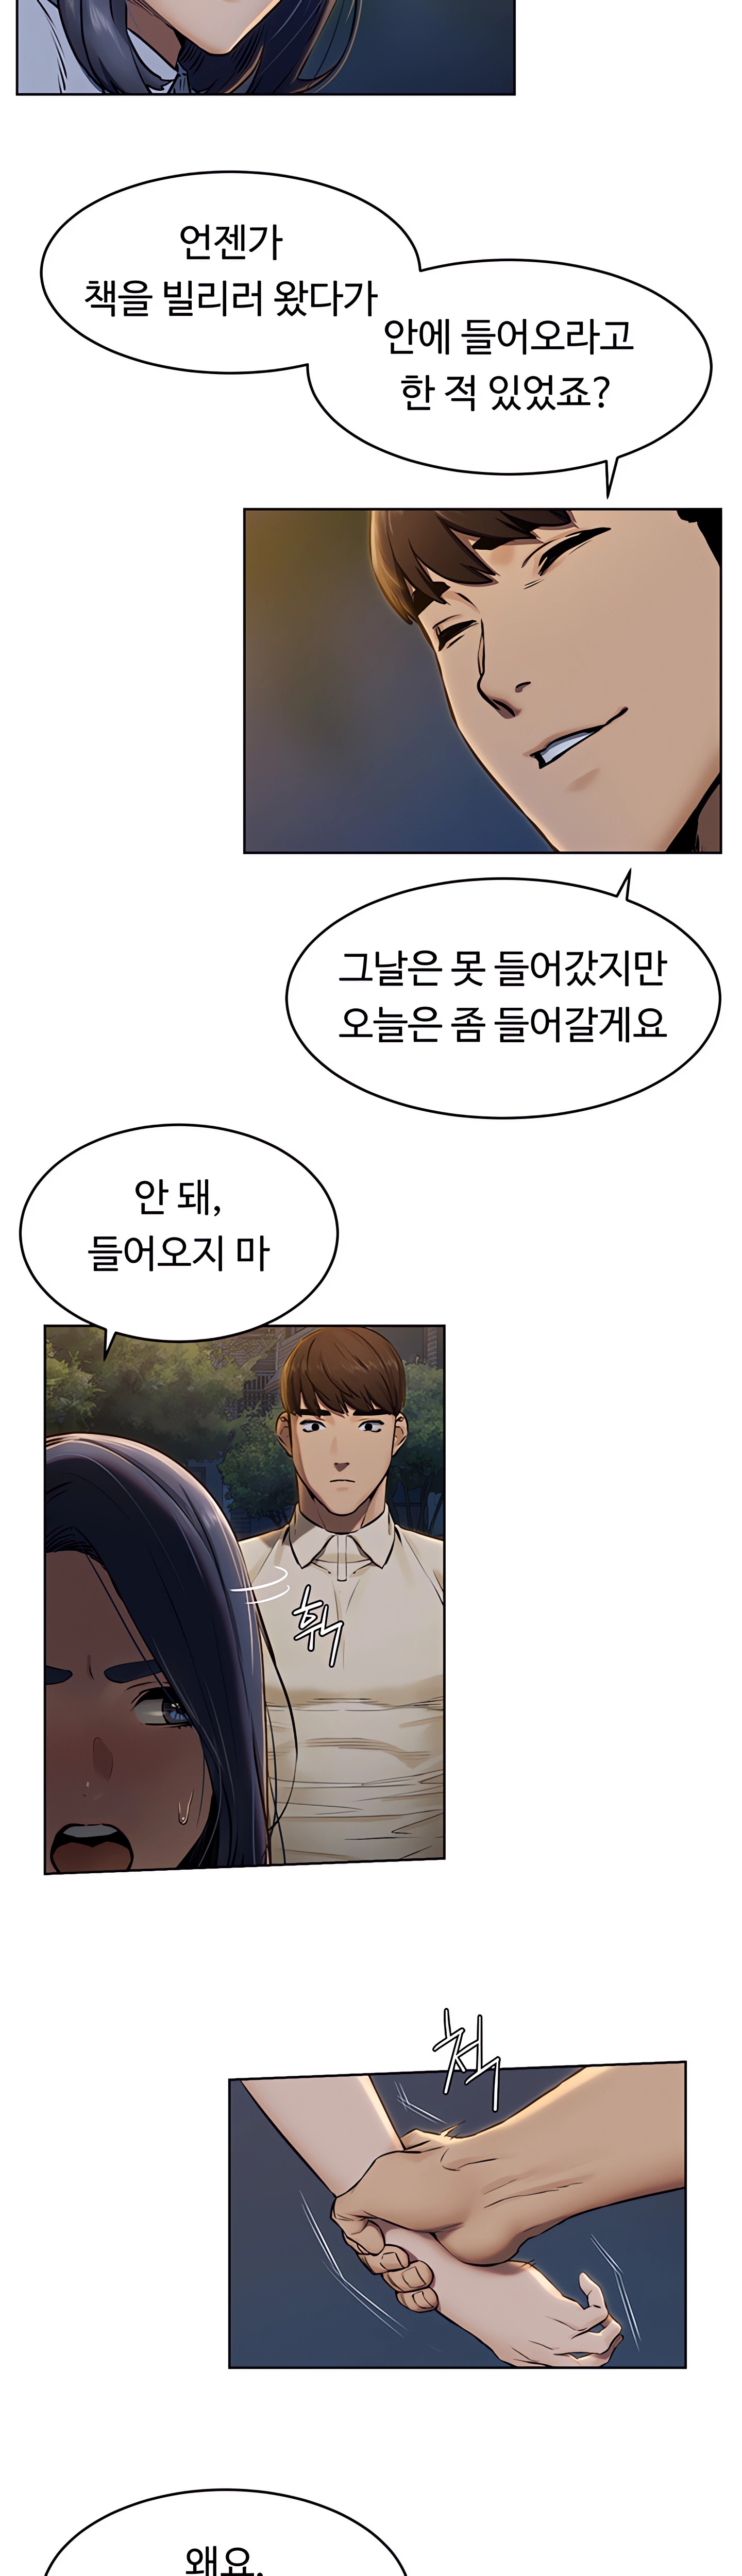 언젠가
책을 빌리러 왔다가
안에 들어오라고
한 적 있었죠?
그날은 못 들어갔지만
오늘은 좀 들어갈게요
안 돼,
들어오지 마
휙
척
왜요,